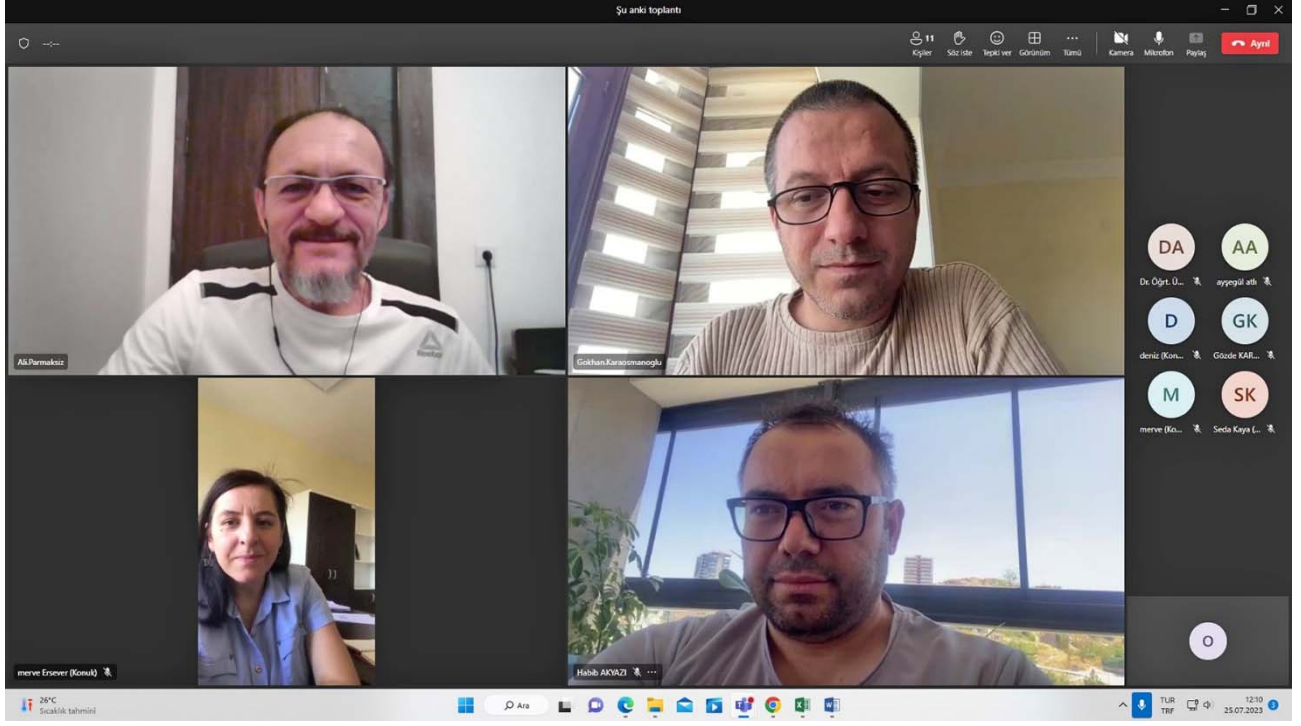 Şu anki toplantı
--:--
11
Kişiler
Söz iste
Tepki ver
Görünüm
Tümü
Kamera
Mikrofon
Paylaş
Ayrıl
Ali.Parmaksiz
Reebok
Gokhan.Karaosmanoglu
merve Ersever (Konuk)
Habib AKYAZI
DA
AA
Dr. Öğrt. Ü...
ayşegül atlı
D
GK
deniz (Kon...
Gözde KAR...
M
SK
merve (Ko...
Seda Kaya (...
O
26°C
Sıcaklık tahmini
Ara
TUR
TRF
12:10
25.07.2023
3